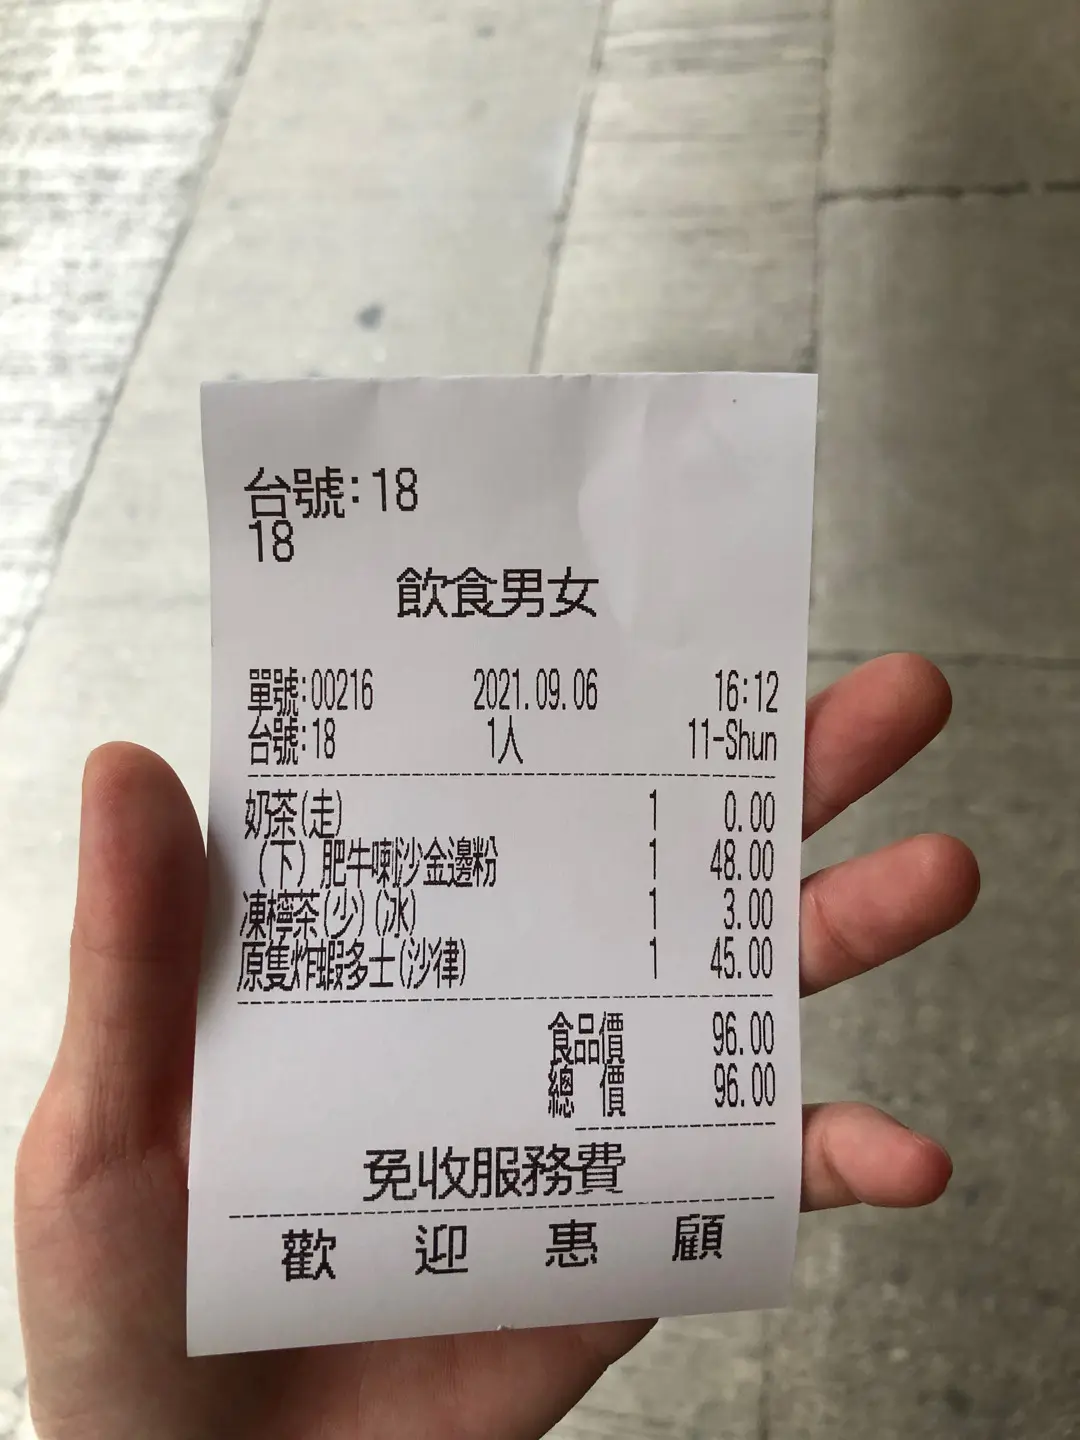 台號:18
18
飲食男女
單號:00216 2021.09.06 16:12
台號:18 1人 11-Shun
奶茶(走) 1 0.00
(下) 肥牛喇沙金邊粉 1 48.00
凍檸茶(少)(冰) 1 3.00
原隻炸蝦多士(沙律) 1 45.00
食品價 96.00
總 價 96.00
免收服務費
歡 迎 惠 顧